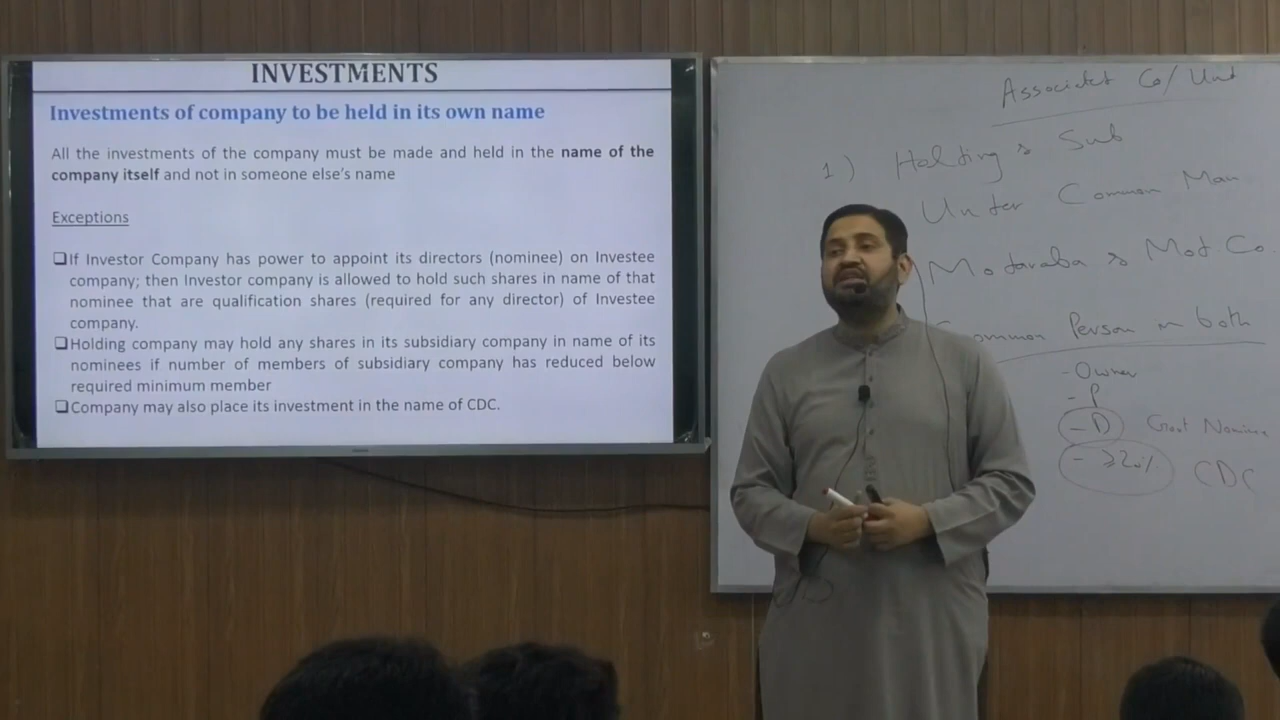 INVESTMENTS
Investments of company to be held in its own name
All the investments of the company must be made and held in the name of the
company itself and not in someone else's name
Exceptions
❑If Investor Company has power to appoint its directors (nominee) on Investee
company; then Investor company is allowed to hold such shares in name of that
nominee that are qualification shares (required for any director) of Investee
company.
❑Holding company may hold any shares in its subsidiary company in name of its
nominees if number of members of subsidiary company has reduced below
required minimum member
❑Company may also place its investment in the name of CDC.
Co/ Und
1) Holding & Sub
Under Common Man
& Mod Co
Common Person in both
- Owner
- P
- D Govt Nominee
- ≥20% CDC